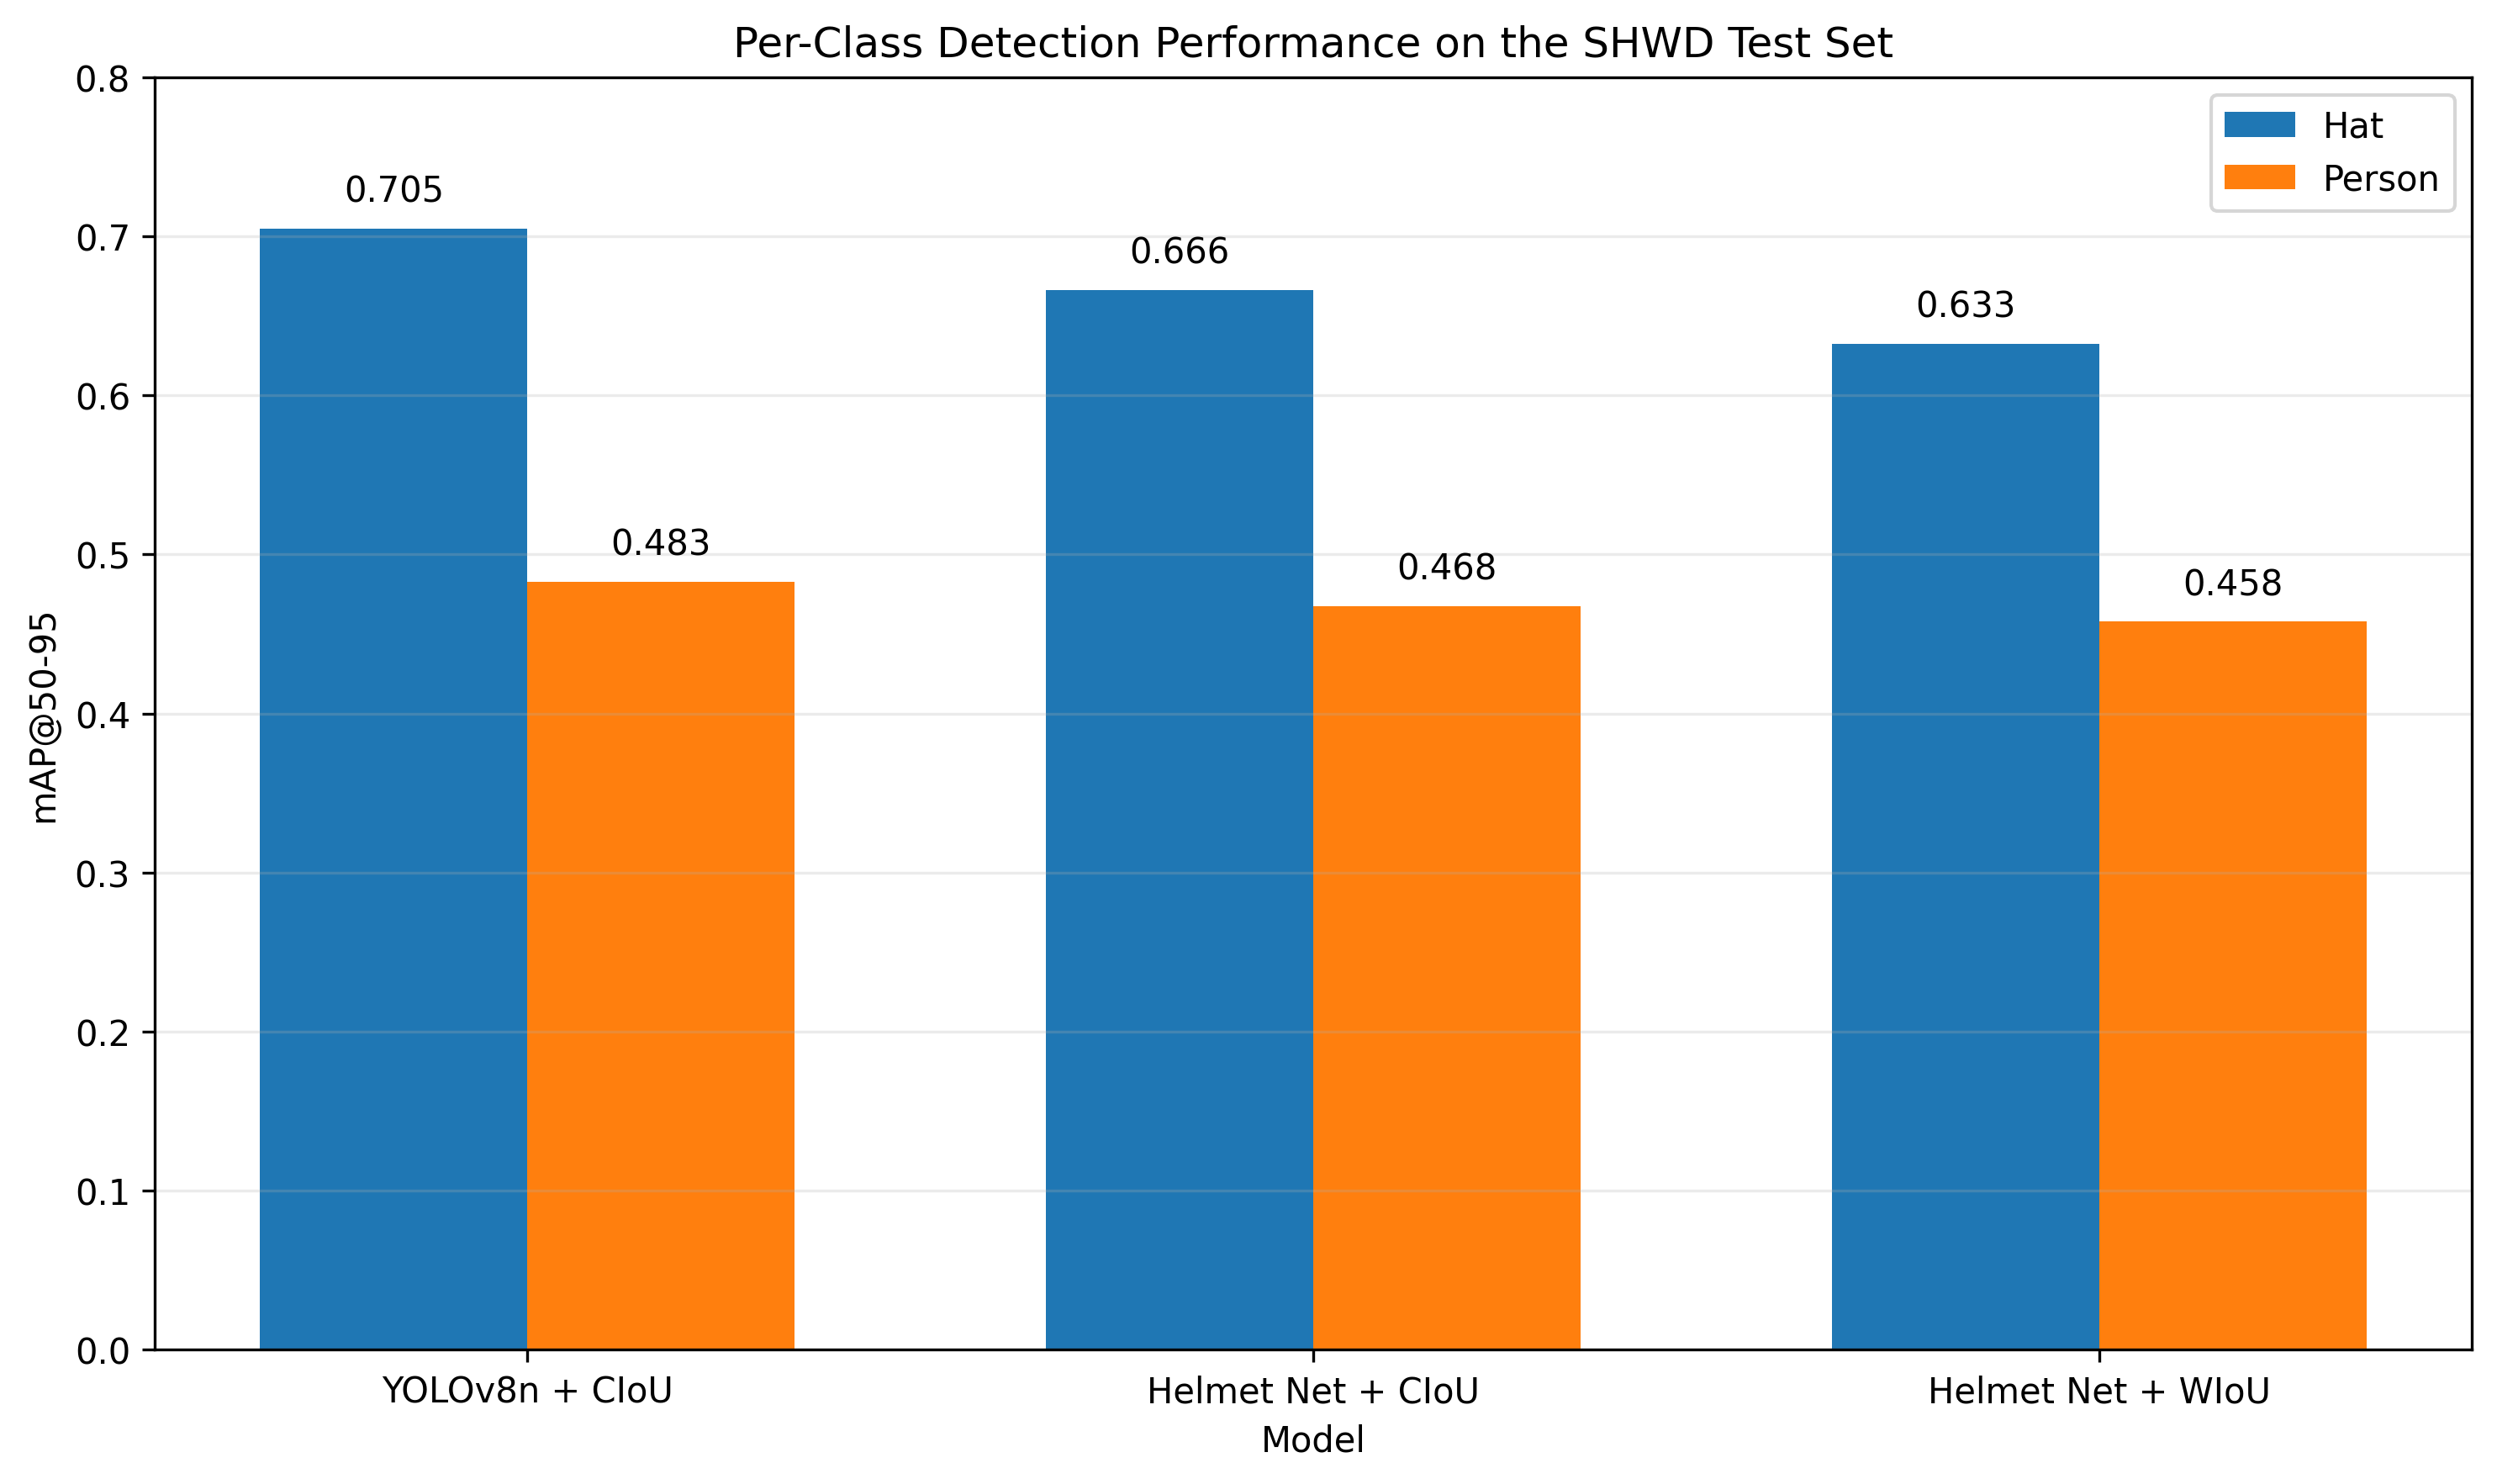 Per-Class Detection Performance on the SHWD Test Set
Hat
Person
mAP@50-95
0.8
0.7
0.6
0.5
0.4
0.3
0.2
0.1
0.0
0.705
0.483
0.666
0.468
0.633
0.458
YOLOv8n + CIoU
Helmet Net + CIoU
Helmet Net + WIoU
Model